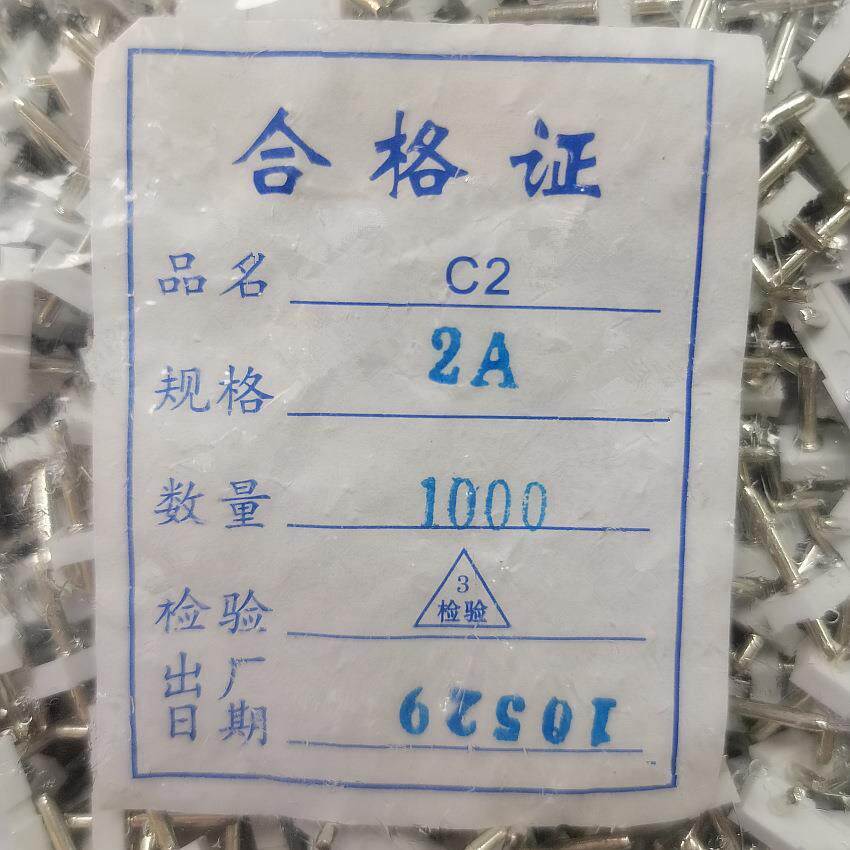 合格证
品名 C2
规格 2A
数量 1000
检验 3 检验
出厂日期 10529